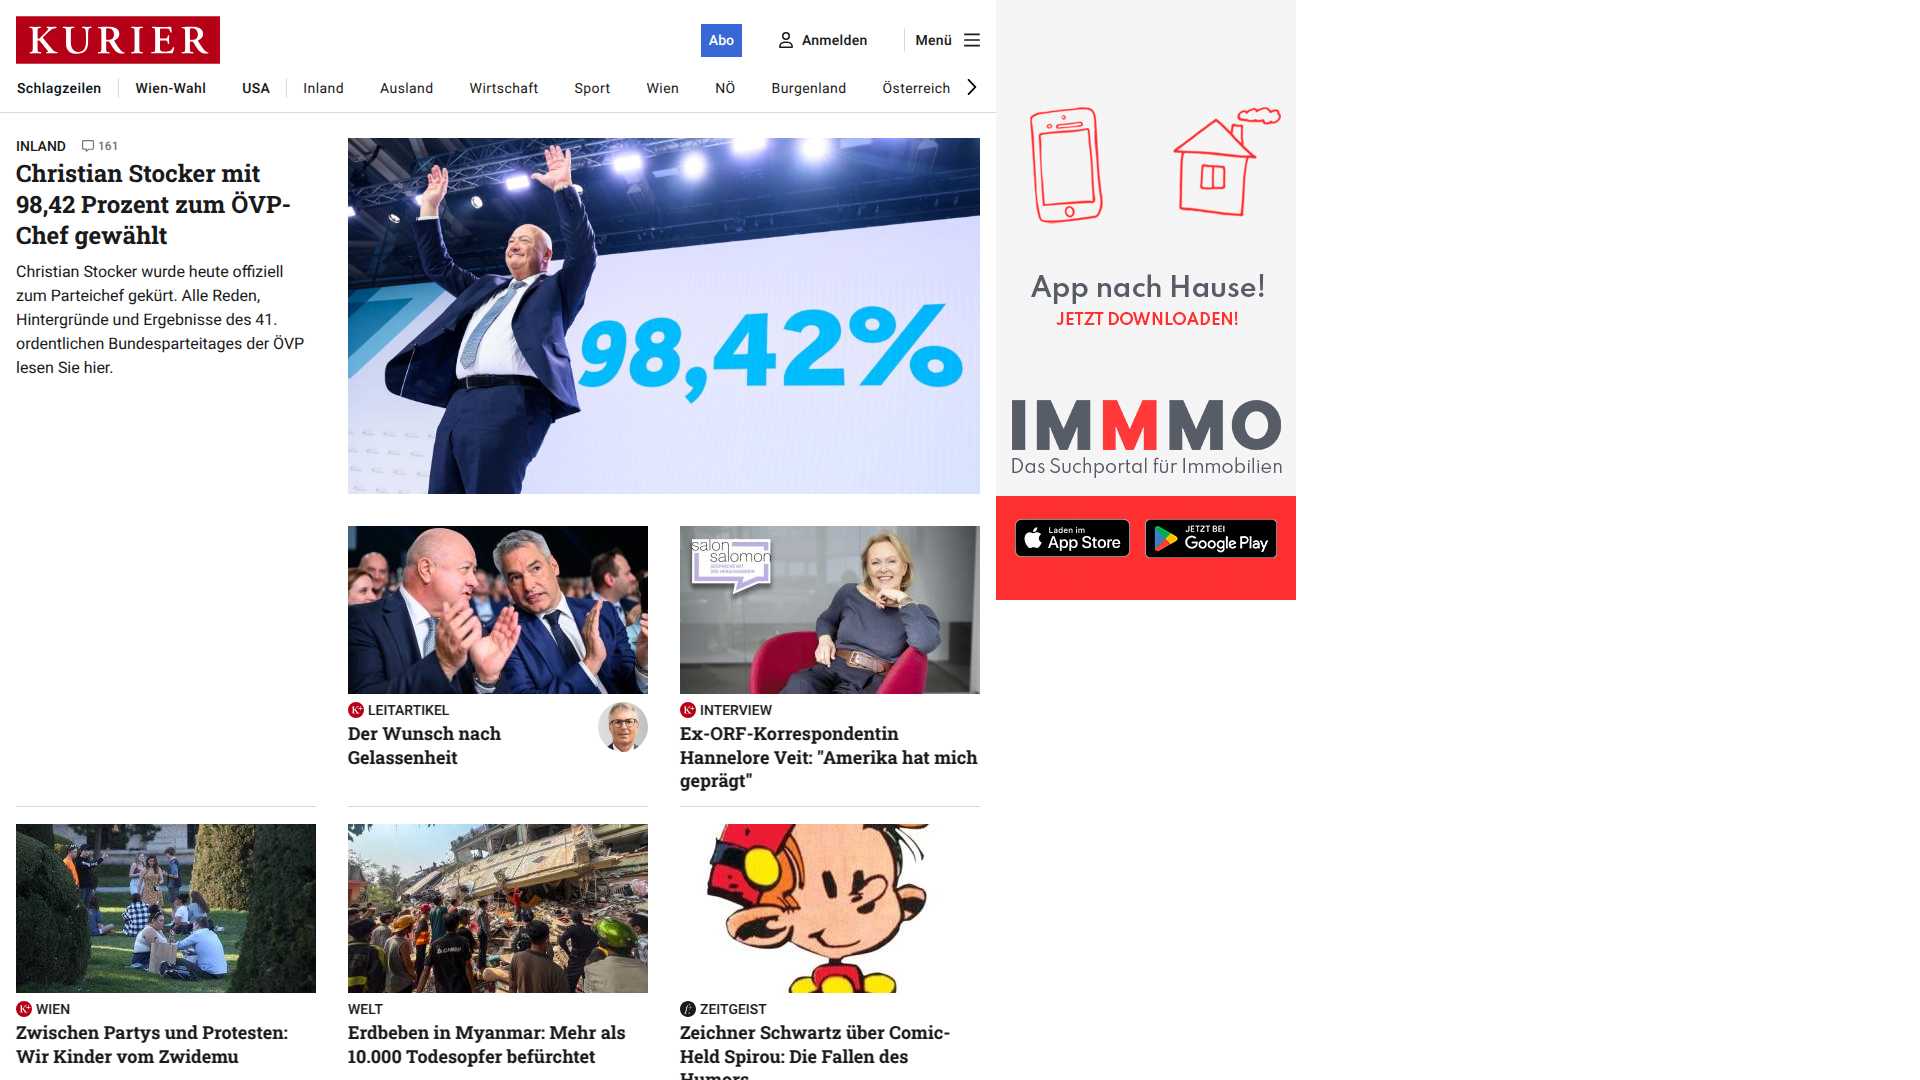 KURIER
Abo
Anmelden
Menü
Schlagzeilen
Wien-Wahl
USA
Inland
Ausland
Wirtschaft
Sport
Wien
NÖ
Burgenland
Österreich
INLAND 161
Christian Stocker mit
98,42 Prozent zum ÖVP-
Chef gewählt
Christian Stocker wurde heute offiziell
zum Parteichef gekürt. Alle Reden,
Hintergründe und Ergebnisse des 41.
ordentlichen Bundesparteitages der ÖVP
lesen Sie hier.
98,42%
LEITARTIKEL
Der Wunsch nach
Gelassenheit
salon
salomon
INTERVIEW
Ex-ORF-Korrespondentin
Hannelore Veit: "Amerika hat mich
geprägt"
WIEN
Zwischen Partys und Protesten:
Wir Kinder vom Zwidemu
WELT
Erdbeben in Myanmar: Mehr als
10.000 Todesopfer befürchtet
ZEITGEIST
Zeichner Schwartz über Comic-
Held Spirou: Die Fallen des
Humors
App nach Hause!
JETZT DOWNLOADEN!
IMMMO
Das Suchportal für Immobilien
Laden im
App Store
JETZT BEI
Google Play